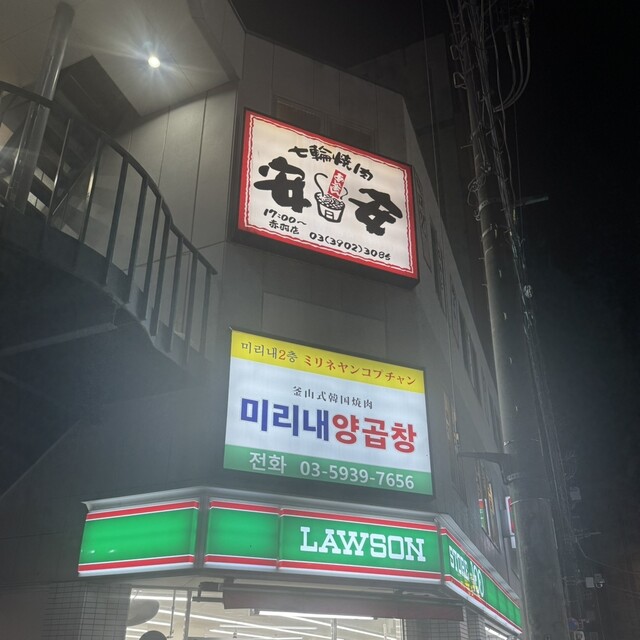 七輪焼肉
安安
17:00~
赤羽店 03(3902)3086
미리내2층 ミリネヤンコプチャン
釜山式韓国焼肉
미리내양곱창
전화 03-5939-7656
LAWSON
STORE 100